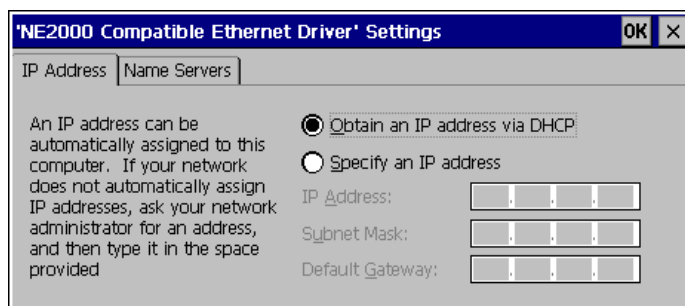 'NE2000 Compatible Ethernet Driver' Settings OK ×
IP Address Name Servers
An IP address can be
automatically assigned to this
computer. If your network
does not automatically assign
IP addresses, ask your network
administrator for an address,
and then type it in the space
provided
Obtain an IP address via DHCP
Specify an IP address
IP Address:
Subnet Mask:
Default Gateway: